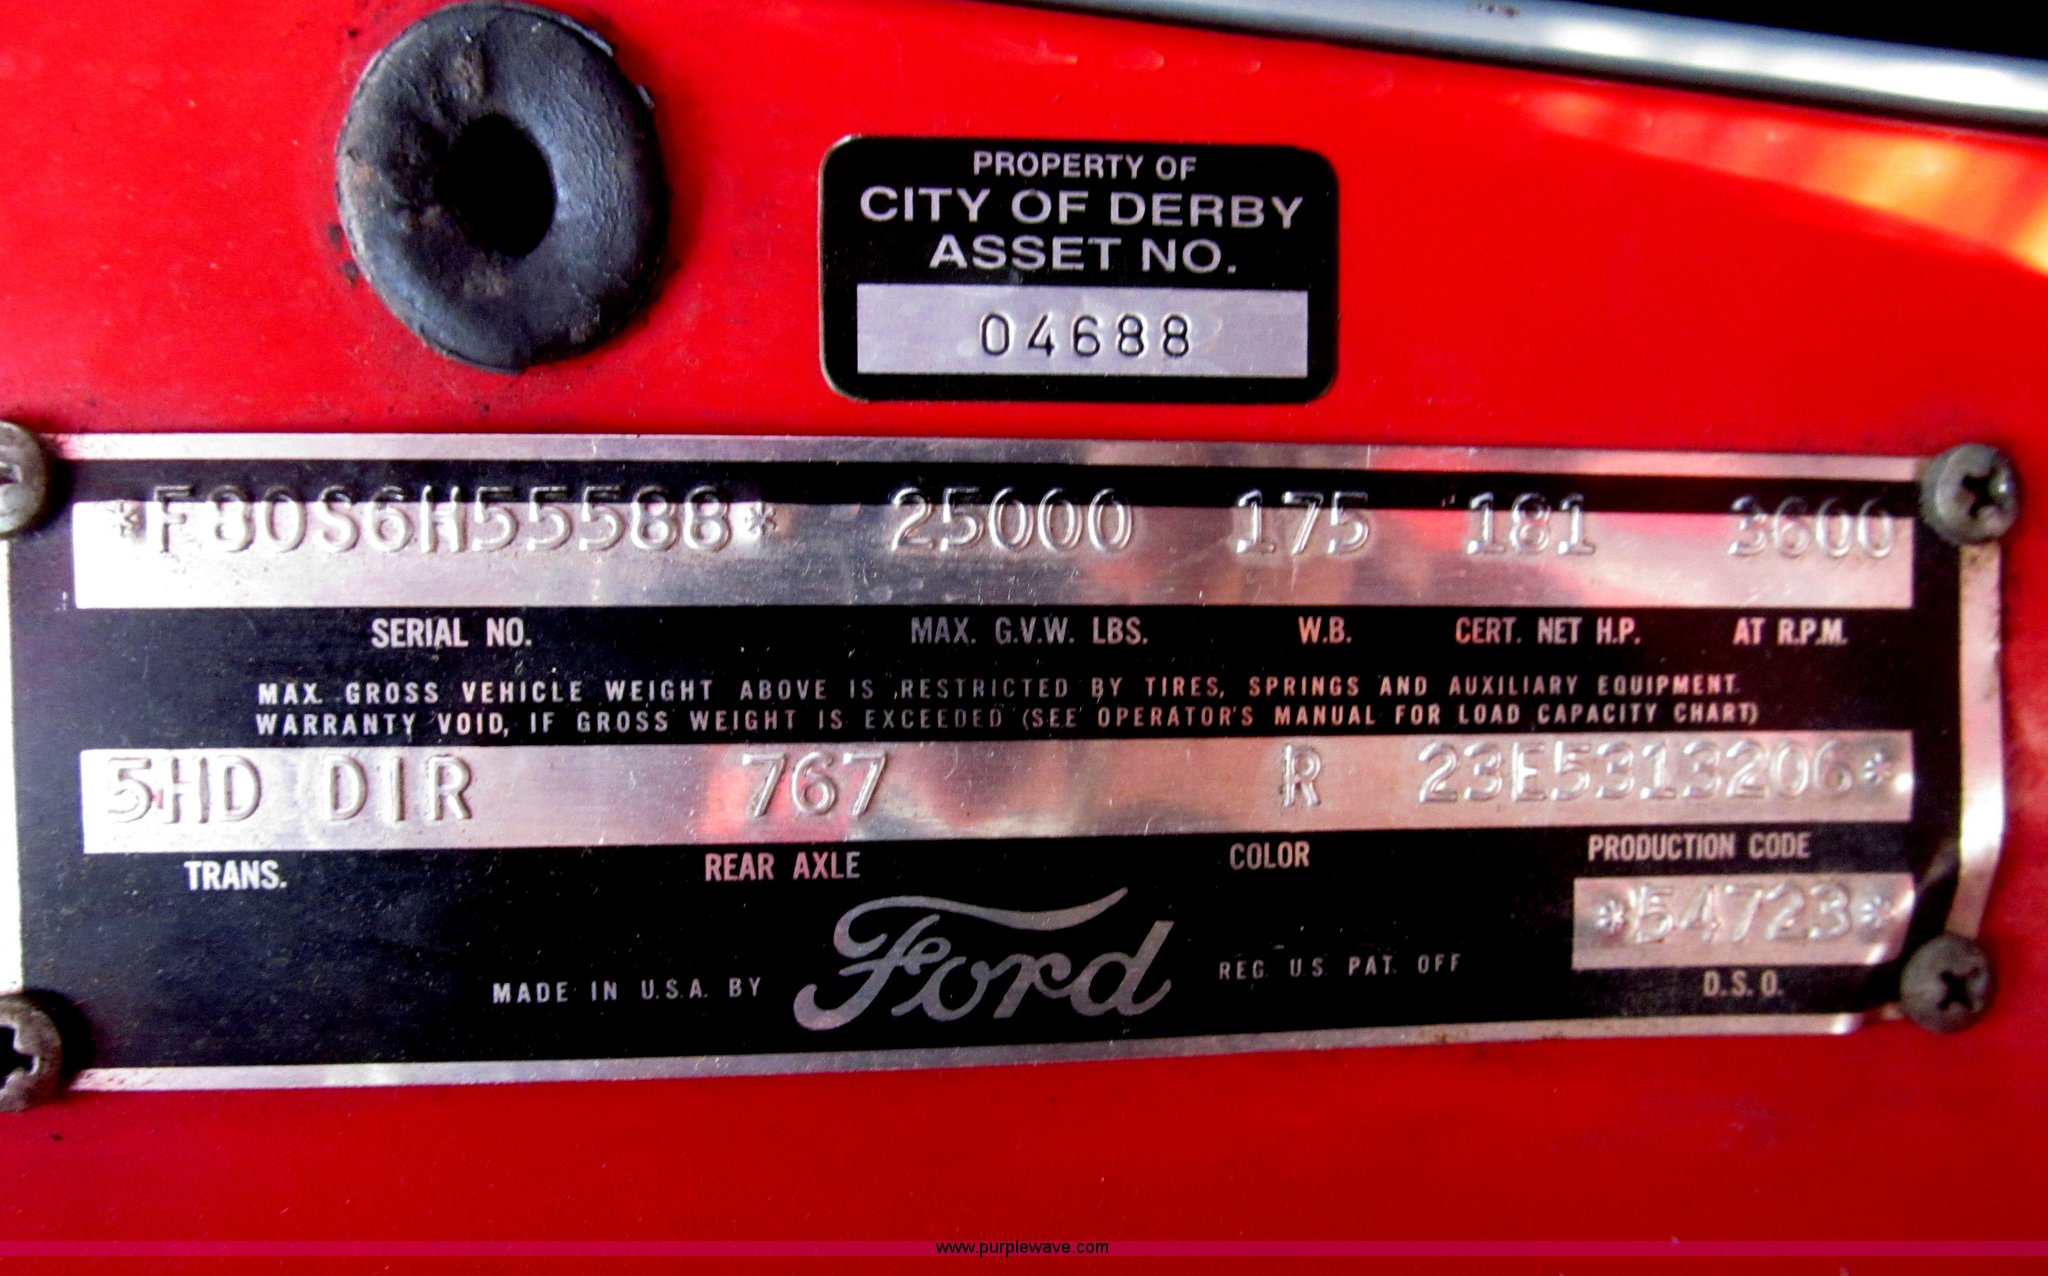 PROPERTY OF
CITY OF DERBY
ASSET NO.
04688
*F80S6H55588* 25000 175 181 3600
SERIAL NO. MAX. G.V.W. LBS. W.B. CERT. NET H.P. AT R.P.M.
MAX. GROSS VEHICLE WEIGHT ABOVE IS RESTRICTED BY TIRES, SPRINGS AND AUXILIARY EQUIPMENT.
WARRANTY VOID, IF GROSS WEIGHT IS EXCEEDED (SEE OPERATOR'S MANUAL FOR LOAD CAPACITY CHART)
5HD DIR 767 R 23E5313206*
TRANS. REAR AXLE COLOR PRODUCTION CODE
*54723*
D.S.O.
MADE IN U.S.A. BY Ford REG. U.S. PAT. OFF
www.purplewave.com